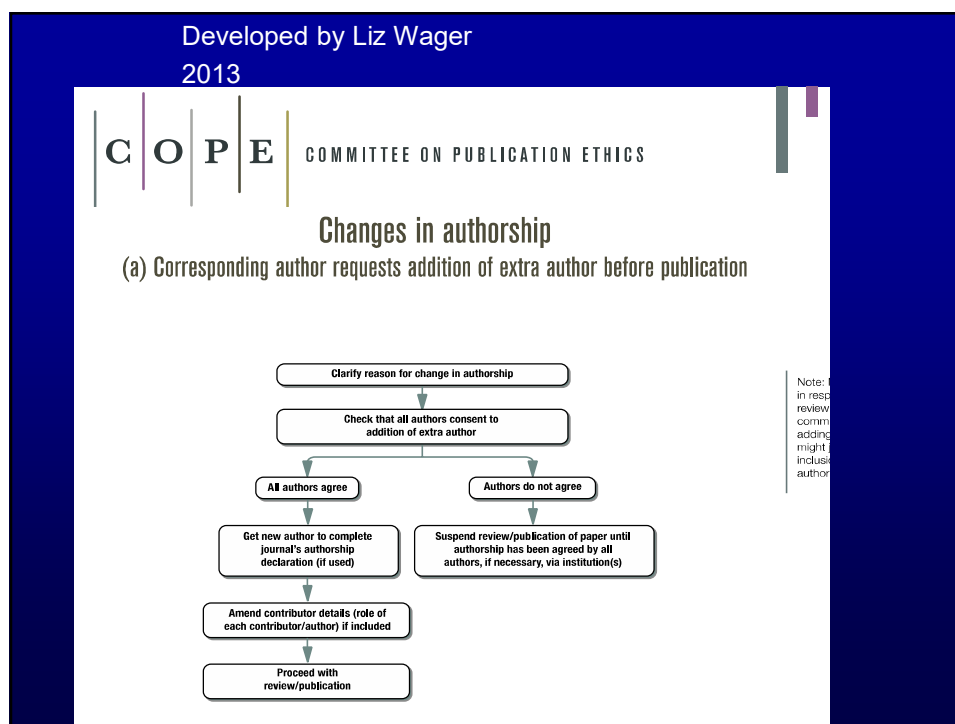 Developed by Liz Wager
2013
COPE COMMITTEE ON PUBLICATION ETHICS
Changes in authorship
(a) Corresponding author requests addition of extra author before publication
Clarify reason for change in authorship
Check that all authors consent to
addition of extra author
All authors agree
Authors do not agree
Get new author to complete
journal's authorship
declaration (if used)
Suspend review/publication of paper until
authorship has been agreed by all
authors, if necessary, via institution(s)
Amend contributor details (role of
each contributor/author) if included
Proceed with
review/publication
Note:
in
review
adding
might